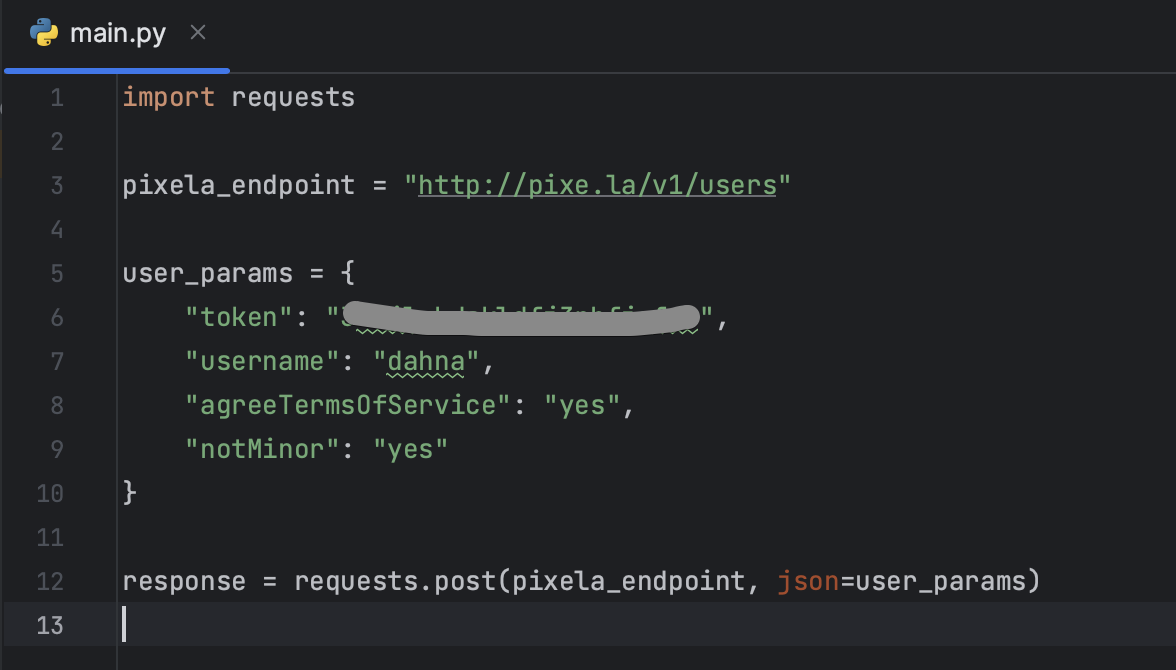 main.py
1 import requests
2
3 pixela_endpoint = "http://pixe.la/v1/users"
4
5 user_params = {
6 "token": "",
7 "username": "dahna",
8 "agreeTermsOfService": "yes",
9 "notMinor": "yes"
10 }
11
12 response = requests.post(pixela_endpoint, json=user_params)
13